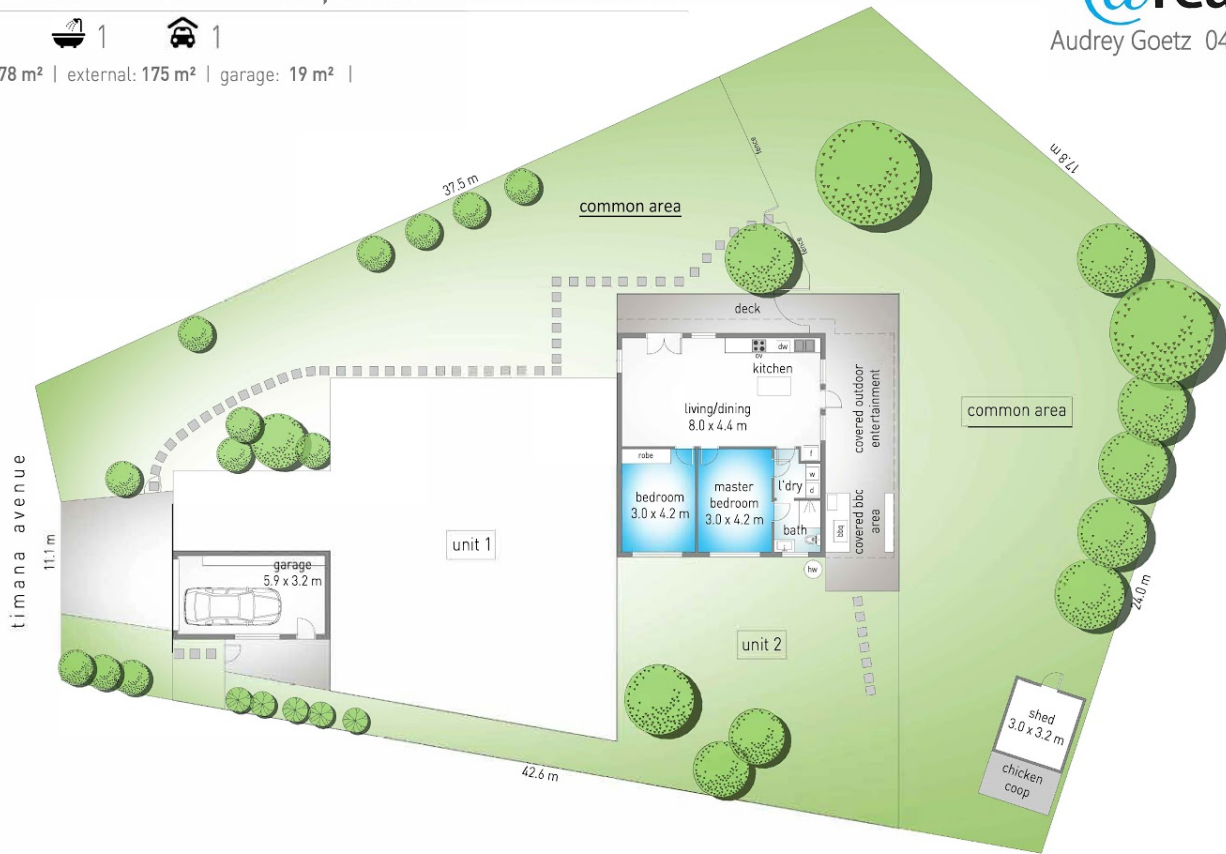 1 1
78 m² | external: 175 m² | garage: 19 m² |
Audrey Goetz 04
37.5 m
17.8 m
fence
common area
fence
deck
dw
ov
kitchen
living/dining
8.0 x 4.4 m
covered outdoor
entertainment
common area
robe
f
w
d
l'dry
bedroom
3.0 x 4.2 m
master
bedroom
3.0 x 4.2 m
bath
bbq
covered bbc
area
hw
timana avenue
11.1 m
unit 1
garage
5.9 x 3.2 m
unit 2
24.0 m
shed
3.0 x 3.2 m
chicken
coop
42.6 m